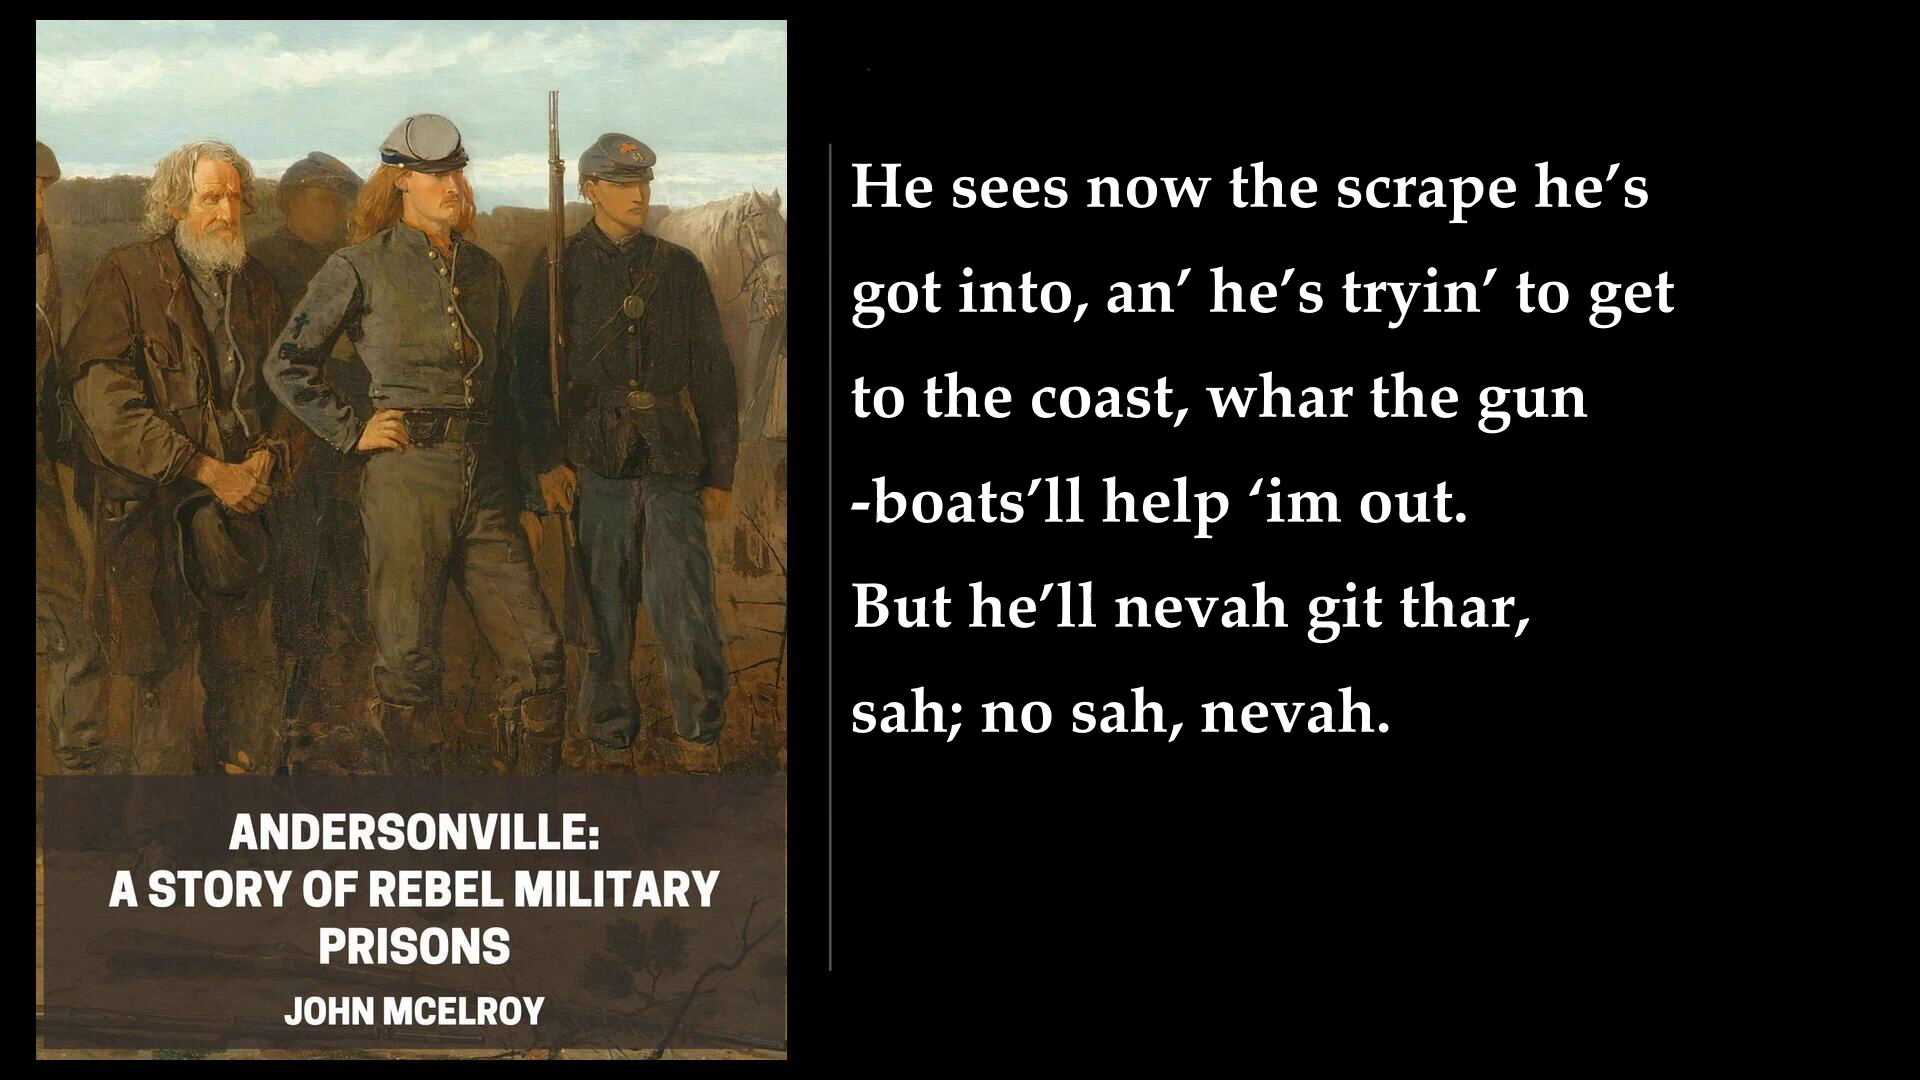 He sees now the scrape he’s
got into, an’ he’s tryin’ to get
to the coast, whar the gun
-boats’ll help ‘im out.
But he’ll nevah git thar,
sah; no sah, nevah.
ANDERSONVILLE:
A STORY OF REBEL MILITARY
PRISONS
JOHN MCELROY